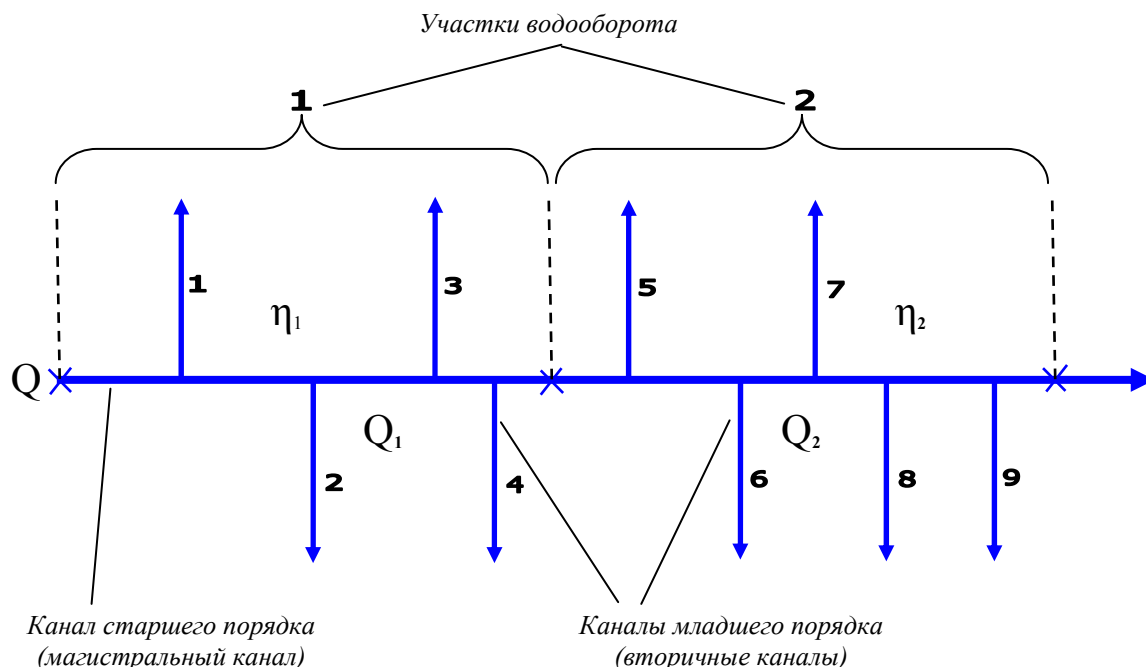 Участки водооборота
1 2
1 3 5 7
η₁ η₂
Q
Q₁ Q₂
2 4 6 8 9
Канал старшего порядка
(магистральный канал)
Каналы младшего порядка
(вторичные каналы)